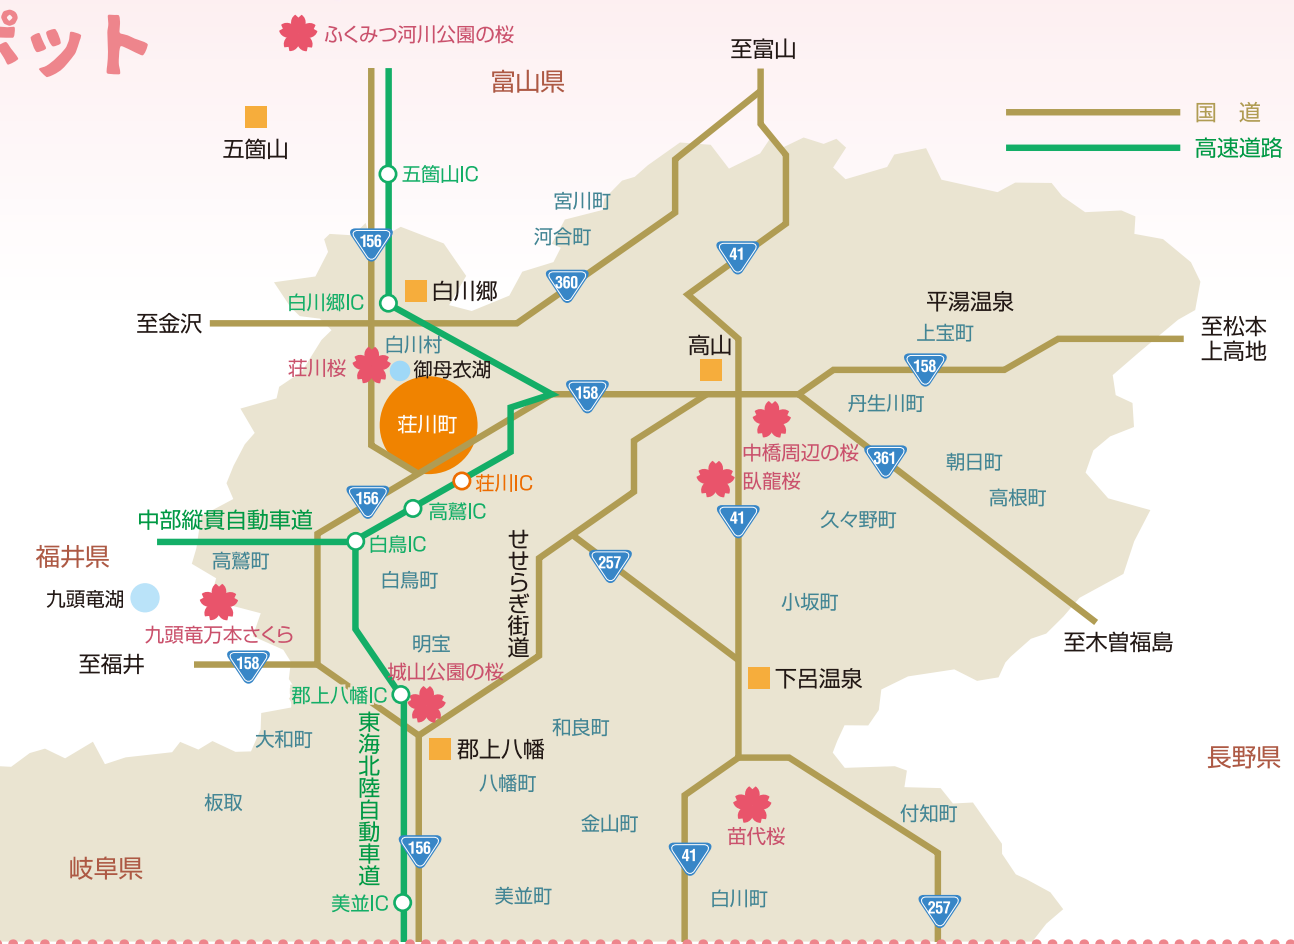 ポット
ふくみつ河川公園の桜
至富山
富山県
国　道
高速道路
五箇山
五箇山IC
宮川町
河合町
156
41
360
白川郷
白川郷IC
平湯温泉
上宝町
至金沢
至松本
上高地
白川村
高山
荘川桜
御母衣湖
158
158
丹生川町
荘川町
中橋周辺の桜
臥龍桜
361
朝日町
高根町
荘川IC
156
高鷲IC
41
久々野町
中部縦貫自動車道
白鳥IC
せせらぎ街道
福井県
高鷲町
257
白鳥町
九頭竜湖
小坂町
九頭竜万本さくら
明宝
至木曽福島
至福井
158
城山公園の桜
下呂温泉
郡上八幡IC
東海北陸自動車道
大和町
和良町
郡上八幡
長野県
八幡町
板取
金山町
付知町
苗代桜
156
41
岐阜県
美並町
白川町
美並IC
257